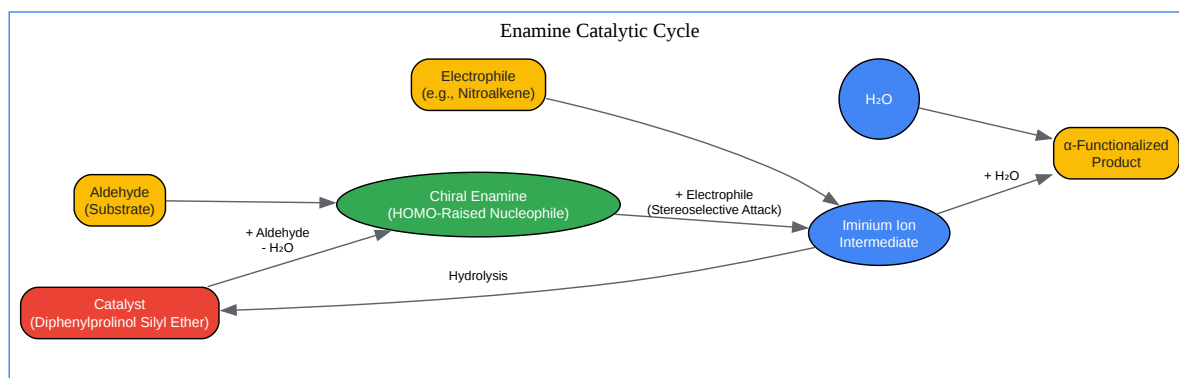 Enamine Catalytic Cycle
Electrophile
(e.g., Nitroalkene)
H₂O
α-Functionalized
Product
Aldehyde
(Substrate)
Chiral Enamine
(HOMO-Raised Nucleophile)
+ Electrophile
(Stereoselective Attack)
+ H₂O
Iminium Ion
Intermediate
+ Aldehyde
- H₂O
Hydrolysis
Catalyst
(Diphenylprolinol Silyl Ether)